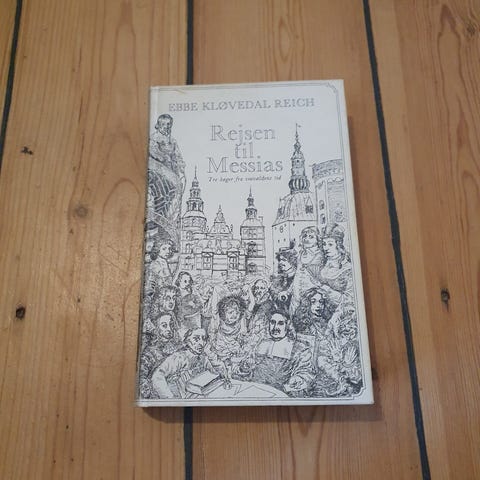 EBBE KLØVEDAL REICH
Rejsen
til
Messias
Tre bøger fra enevældens tid